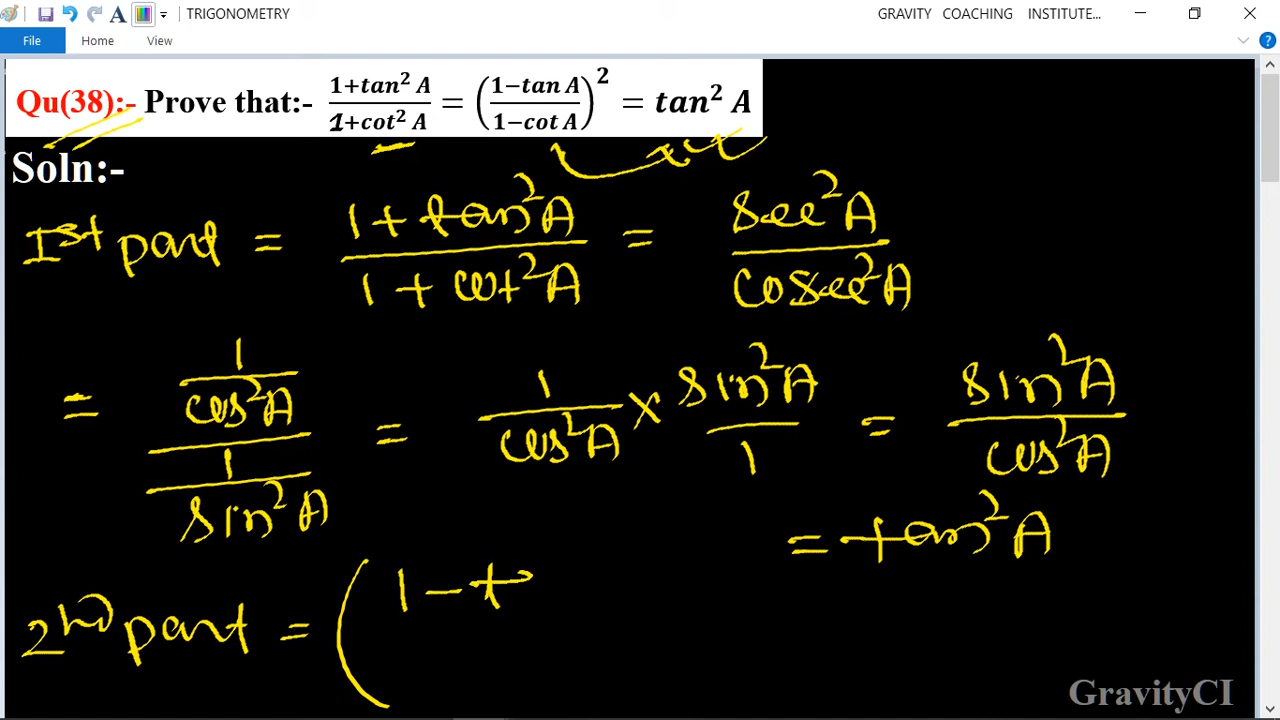 TRIGONOMETRY GRAVITY COACHING INSTITUTE...
File Home View
Qu(38):- Prove that:- (1+tan² A)/(1+cot² A) = ((1−tan A)/(1−cot A))² = tan² A
Soln:-
Ist part = (1 + tan²A)/(1 + cot²A) = sec²A/cosec²A
= (1/cos²A)/(1/sin²A) = 1/cos²A × sin²A/1 = sin²A/cos²A
= tan²A
2nd part = ( 1 − t
GravityCI